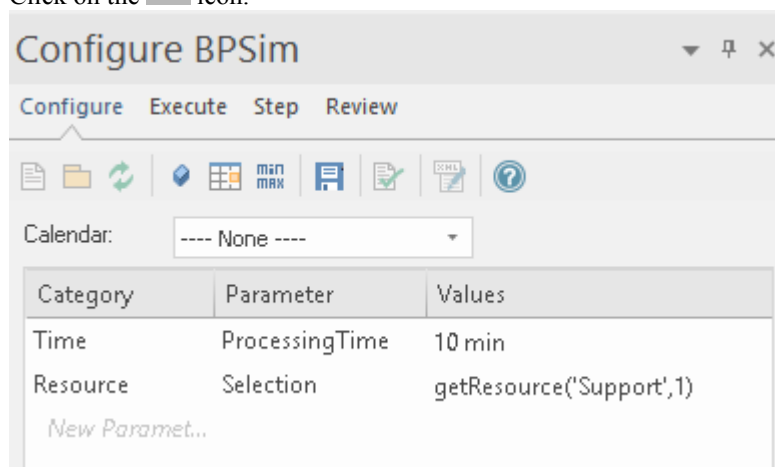 Click on the icon.
Configure BPSim
Configure Execute Step Review
min
max
XML
Calendar: ---- None ----
Category Parameter Values
Time ProcessingTime 10 min
Resource Selection getResource('Support',1)
New Paramet...